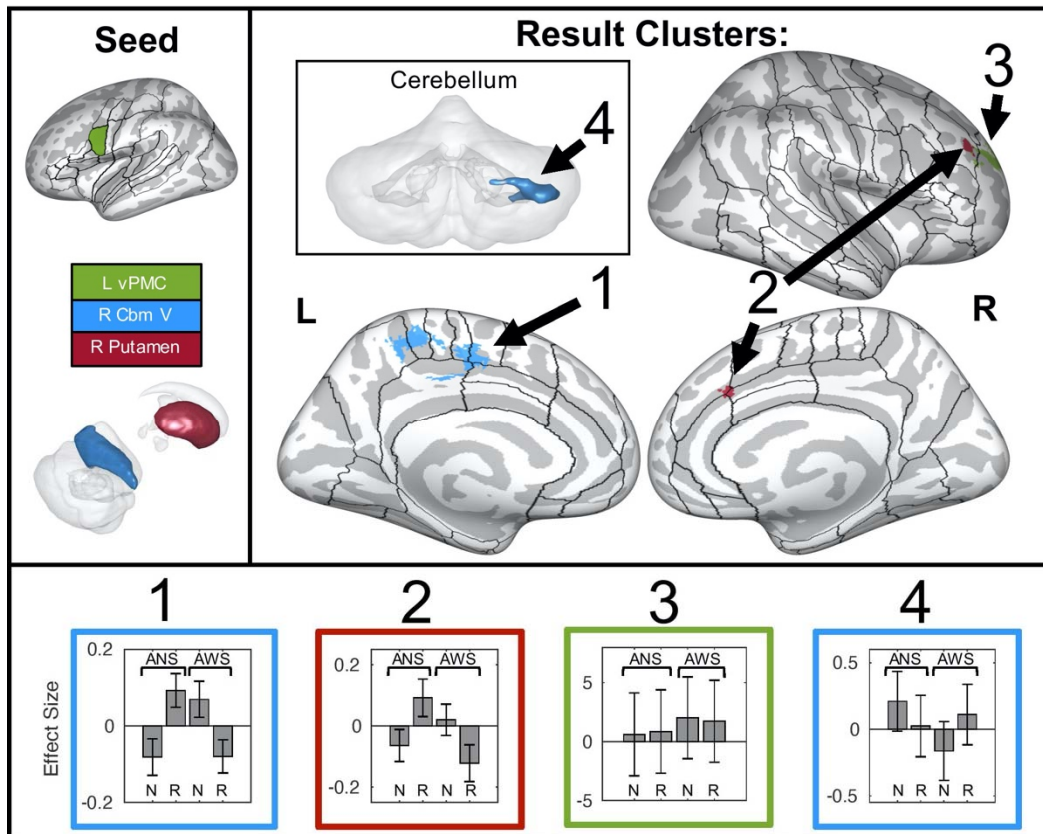 Seed
Result Clusters:
Cerebellum
4
3
L vPMC
R Cbm V
R Putamen
L
1
2
R
1
2
3
4
Effect Size
0.2
0
-0.2
ANS
AWS
N R N R
0.2
0
-0.2
ANS
AWS
N R N R
5
0
-5
ANS
AWS
N R N R
0.5
0
-0.5
ANS
AWS
N R N R